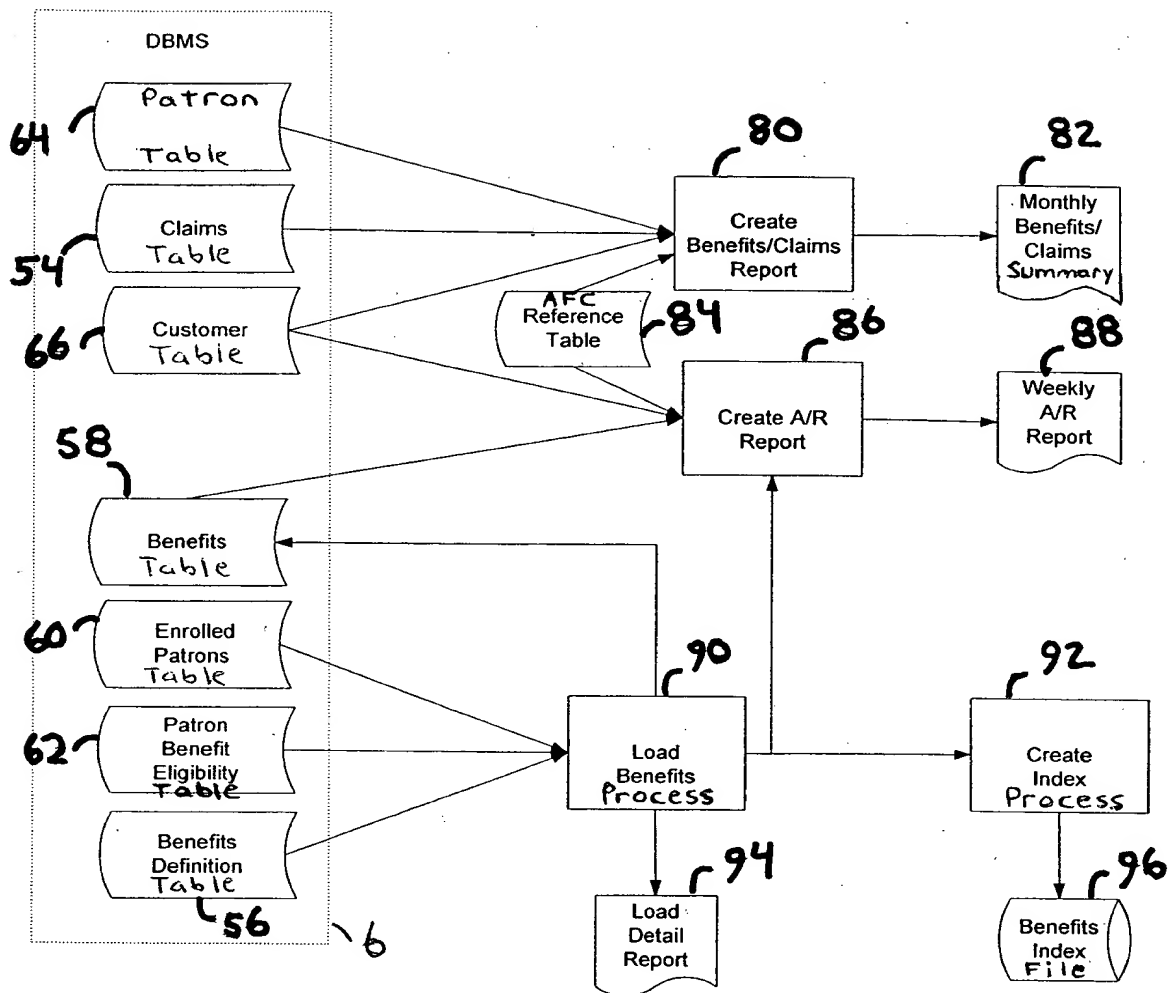 DBMS
Patron
Table
64
Claims
Table
54
Customer
Table
66
80
Create
Benefits/Claims
Report
82
Monthly
Benefits/
Claims
Summary
AFC
Reference
Table
84
86
Create A/R
Report
88
Weekly
A/R
Report
58
Benefits
Table
60
Enrolled
Patrons
Table
62
Patron
Benefit
Eligibility
Table
Benefits
Definition
Table
56
6
90
Load
Benefits
Process
92
Create
Index
Process
94
Load
Detail
Report
96
Benefits
Index
File